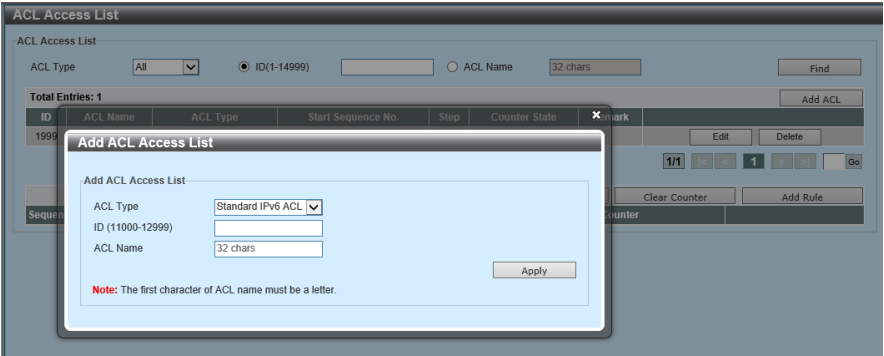 ACL Access List
ACL Access List
ACL Type All ID(1-14999) ACL Name 32 chars Find
Total Entries: 1 Add ACL
ID ACL Name ACL Type Start Sequence No. Step Counter State emark
1999 Edit Delete
1/1 |< < 1 > >| Go
Clear Counter Add Rule
Sequen ounter
Add ACL Access List
Add ACL Access List
ACL Type Standard IPv6 ACL
ID (11000-12999)
ACL Name 32 chars
Apply
Note: The first character of ACL name must be a letter.